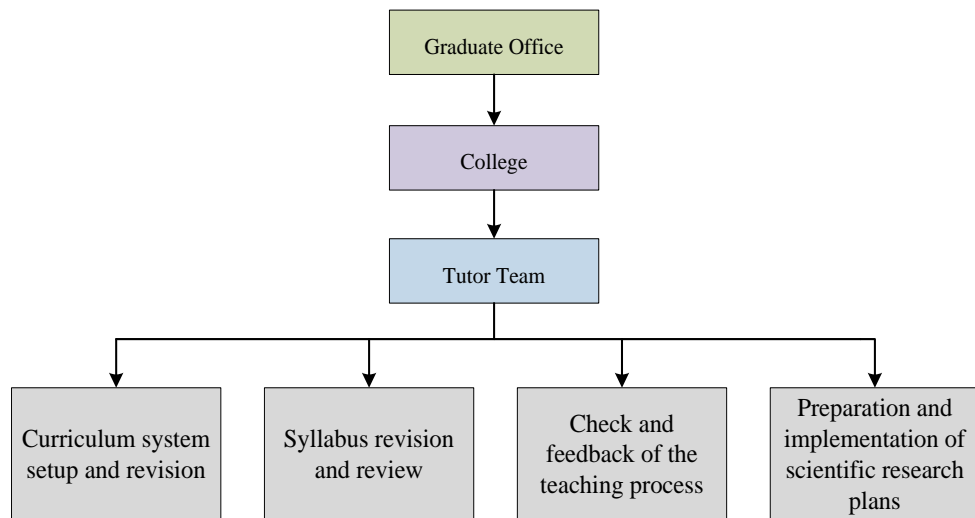 Graduate Office
College
Tutor Team
Curriculum system
setup and revision
Syllabus revision
and review
Check and
feedback of the
teaching process
Preparation and
implementation of
scientific research
plans